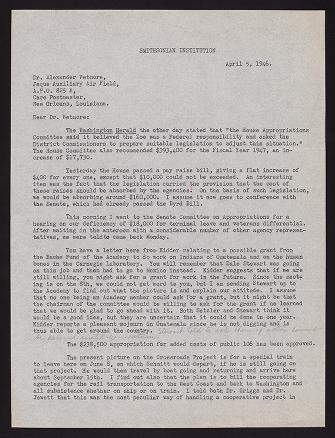 SMITHSONIAN INSTITUTION
April 5, 1946.
Dr. Alexander Wetmore,
Jaque Auxiliary Air Field,
A.P.O. 825 A,
Care Postmaster,
New Orleans, Louisiana.
Dear Dr. Wetmore:
The Washington Herald the other day stated that "the House Appropriations
Committee said it believed the Zoo was a Federal responsibility and asked the
District Commissioners to prepare suitable legislation to adjust this situation."
The House Committee also recommended $393,400 for the Fiscal Year 1947, an in-
crease of $17,730.
Yesterday the House passed a pay raise bill, giving a flat increase of
$400 for every one, except that $10,000 could not be exceeded. An interesting
item was the fact that the legislation carried the provision that the cost of
these raises should be absorbed by the agencies. On the basis of such legislation,
we would be absorbing around $160,000. I assume it now goes to conference with
the Senate, which had already passed the Byrd Bill.
This morning I went to the Senate Committee on Appropriations for a
hearing on our deficiency of $18,000 for terminal leave and veterans differential.
After waiting in the anteroom with a considerable number of other agency represen-
tatives, we were told to come back Monday.
You have a letter here from Kidder relating to a possible grant from
the Bache Fund of the Academy to do work on Indians of Guatemala and on the human
bones in the Carnegie laboratory. You will remember that Dale Stewart was going
on this job and then had to go to Mexico instead. Kidder suggests that if we are
still willing, you might ask for a grant for work in the future. Since the meet-
ing is on the 8th, we could not get word to you, but I am sending Stewart up to
the Academy to find out what the picture is and explain our attitude. I assume
that no one being an Academy member could ask for a grant, but it might be that
the chairman of the committee would be willing to ask for the grant if he learned
that we would be glad to go ahead with it. Both Setzler and Stewart think it
would be a good idea, but they are uncertain that it could be done in one year.
Kidder reports a pleasant sojourn in Guatemala since he is not digging and is
thus able to get around the country.
The $238,500 appropriation for added costs of public 106 has been approved.
The present picture on the Crossroads Project is for a special train
to leave here on June 8, on which Schmitt would depart, if he is still going on
that project. He would then travel by boat going and returning and arrive here
about September 15th. I find out also that the plan is to bill the cooperating
agencies for the rail transportation to the West Coast and back to Washington and
all subsistence whether on ship or on train. I told both Dr. Griggs and Dr.
Jewett that this was the most peculiar way of handling a cooperative project in